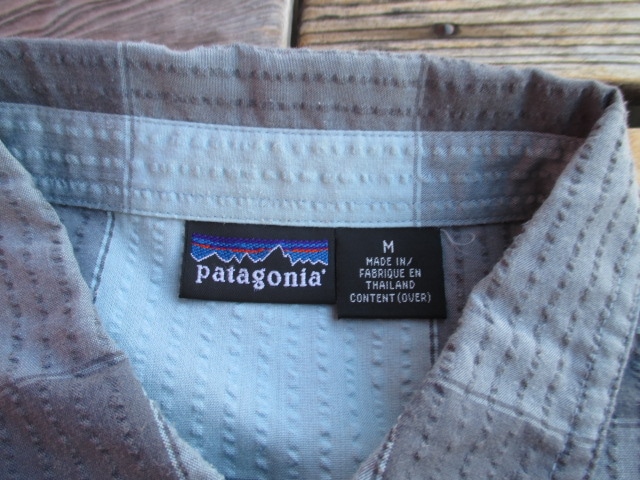 patagonia®
M
MADE IN/
FABRIQUE EN
THAILAND
CONTENT (OVER)